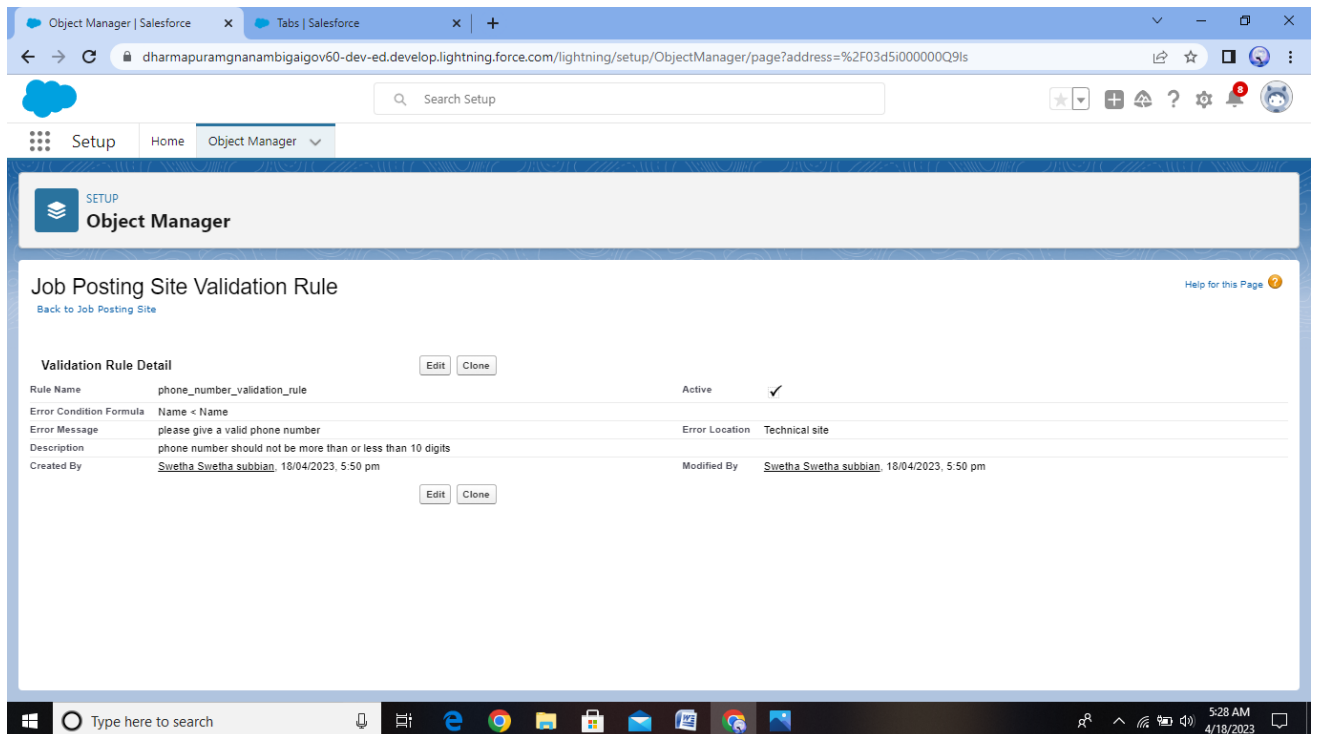 Object Manager | Salesforce
Tabs | Salesforce
dharmapuramgnanambigaigov60-dev-ed.develop.lightning.force.com/lightning/setup/ObjectManager/page?address=%2F03d5i000000Q9ls
Search Setup
8
Setup Home Object Manager
SETUP
Object Manager
Job Posting Site Validation Rule
Help for this Page
Back to Job Posting Site
Validation Rule Detail Edit Clone
Rule Name phone_number_validation_rule Active
Error Condition Formula Name < Name
Error Message please give a valid phone number Error Location Technical site
Description phone number should not be more than or less than 10 digits
Created By Swetha Swetha subbian, 18/04/2023, 5:50 pm Modified By Swetha Swetha subbian, 18/04/2023, 5:50 pm
Edit Clone
Type here to search
5:28 AM
4/18/2023